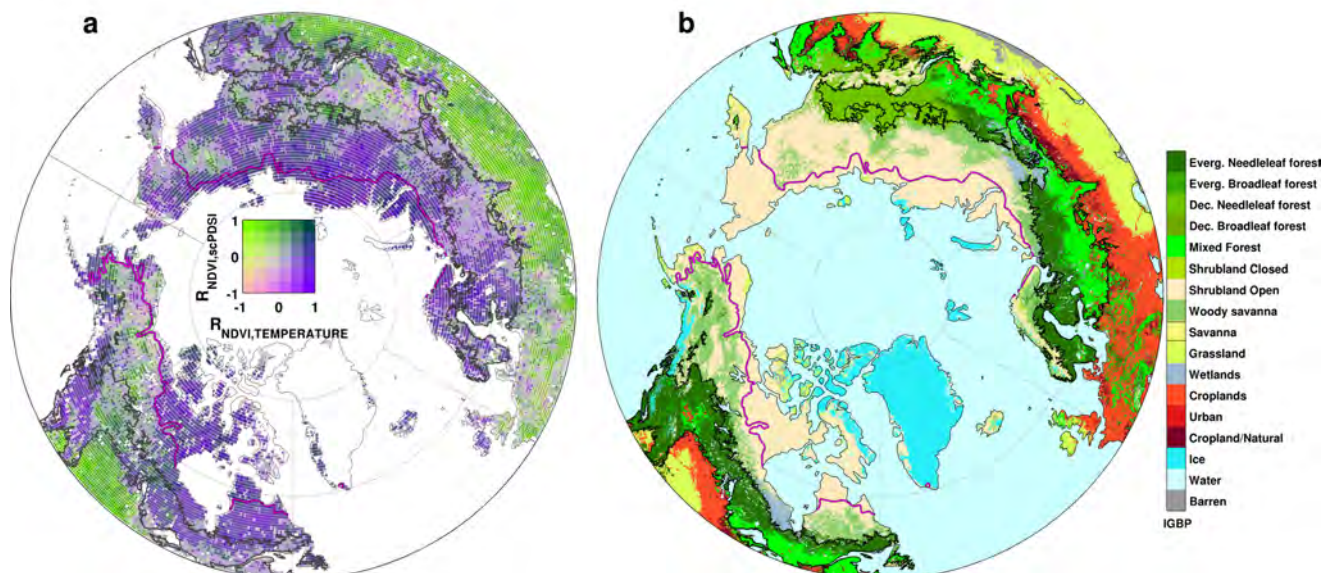 a
b
1
0
-1
R NDVI,scPDSI
-1 0 1
R NDVI,TEMPERATURE
Everg. Needleleaf forest
Everg. Broadleaf forest
Dec. Needleleaf forest
Dec. Broadleaf forest
Mixed Forest
Shrubland Closed
Shrubland Open
Woody savanna
Savanna
Grassland
Wetlands
Croplands
Urban
Cropland/Natural
Ice
Water
Barren
IGBP